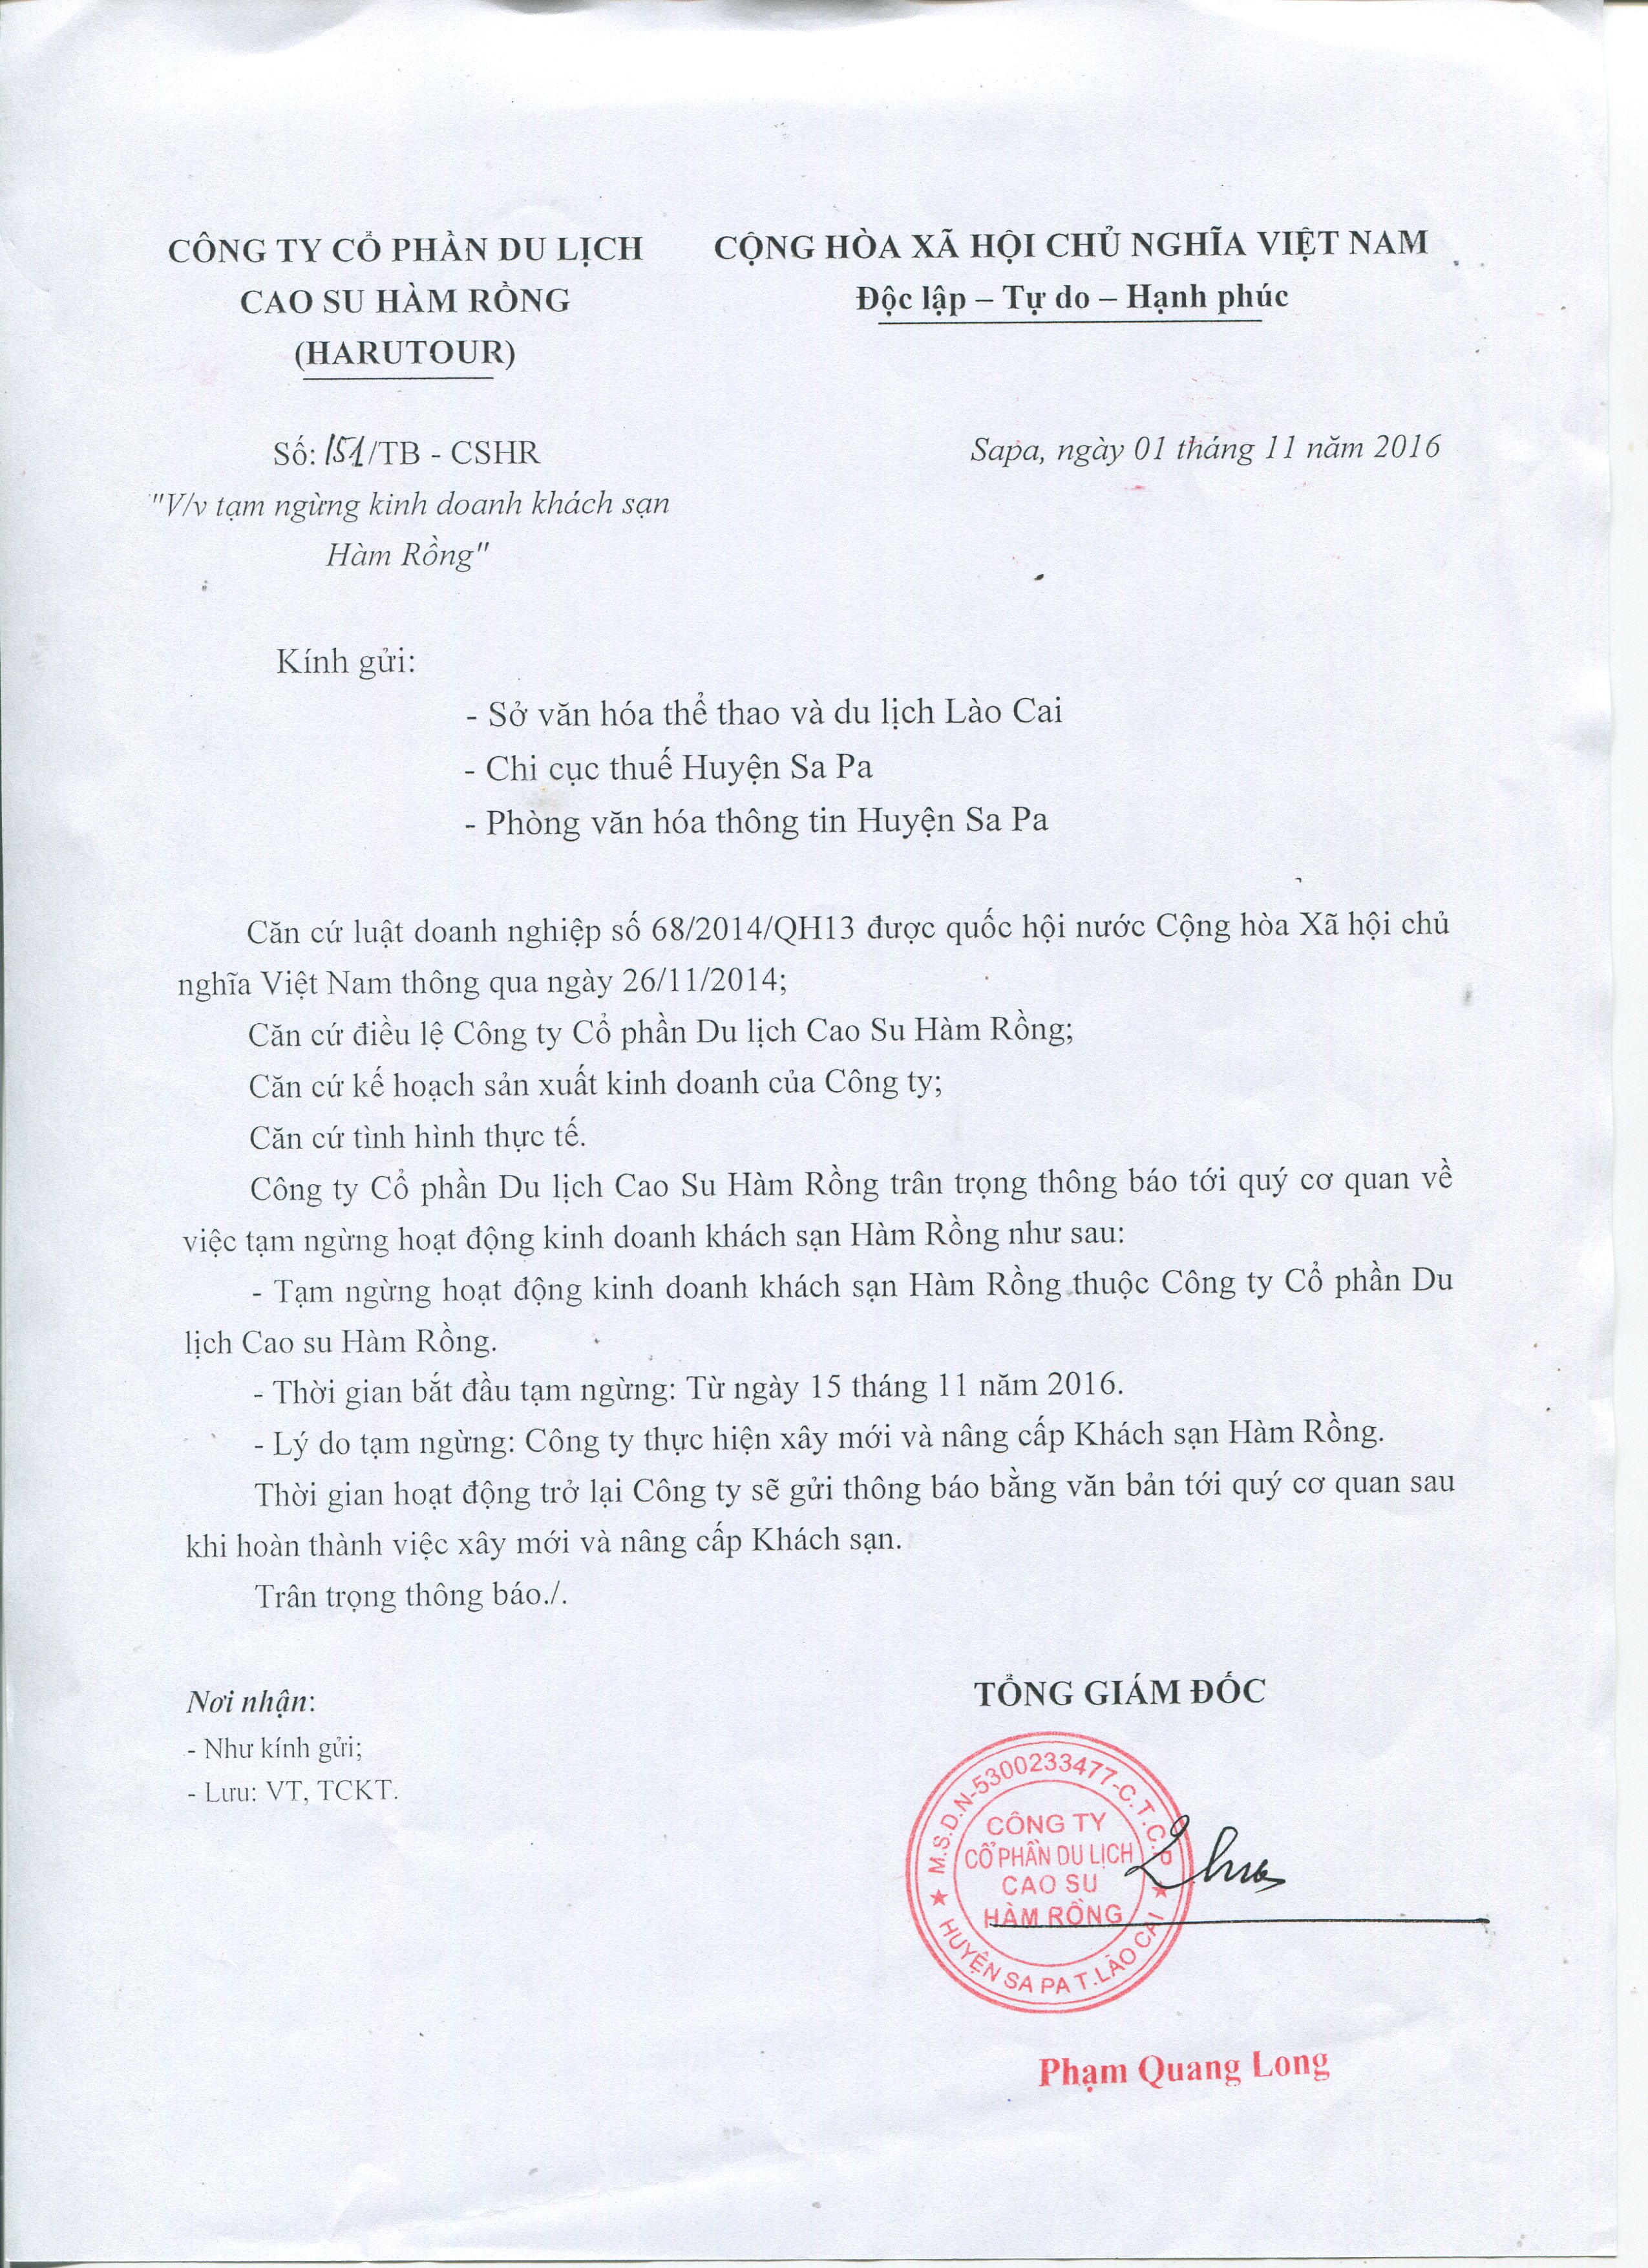 CÔNG TY CỔ PHẦN DU LỊCH
CAO SU HÀM RỒNG
(HARUTOUR)
CỘNG HÒA XÃ HỘI CHỦ NGHĨA VIỆT NAM
Độc lập – Tự do – Hạnh phúc
Số: 151/TB - CSHR
"V/v tạm ngừng kinh doanh khách sạn
Hàm Rồng"
Sapa, ngày 01 tháng 11 năm 2016
Kính gửi:
- Sở văn hóa thể thao và du lịch Lào Cai
- Chi cục thuế Huyện Sa Pa
- Phòng văn hóa thông tin Huyện Sa Pa
Căn cứ luật doanh nghiệp số 68/2014/QH13 được quốc hội nước Cộng hòa Xã hội chủ
nghĩa Việt Nam thông qua ngày 26/11/2014;
Căn cứ điều lệ Công ty Cổ phần Du lịch Cao Su Hàm Rồng;
Căn cứ kế hoạch sản xuất kinh doanh của Công ty;
Căn cứ tình hình thực tế.
Công ty Cổ phần Du lịch Cao Su Hàm Rồng trân trọng thông báo tới quý cơ quan về
việc tạm ngừng hoạt động kinh doanh khách sạn Hàm Rồng như sau:
- Tạm ngừng hoạt động kinh doanh khách sạn Hàm Rồng thuộc Công ty Cổ phần Du
lịch Cao su Hàm Rồng.
- Thời gian bắt đầu tạm ngừng: Từ ngày 15 tháng 11 năm 2016.
- Lý do tạm ngừng: Công ty thực hiện xây mới và nâng cấp Khách sạn Hàm Rồng.
Thời gian hoạt động trở lại Công ty sẽ gửi thông báo bằng văn bản tới quý cơ quan sau
khi hoàn thành việc xây mới và nâng cấp Khách sạn.
Trân trọng thông báo./.
Nơi nhận:
- Như kính gửi;
- Lưu: VT, TCKT.
TỔNG GIÁM ĐỐC
M.S.D.N-5300233477-C.T.C.P
CÔNG TY
CỔ PHẦN DU LỊCH
CAO SU
HÀM RỒNG
HUYỆN SA PA T.LÀO CAI
Phạm Quang Long